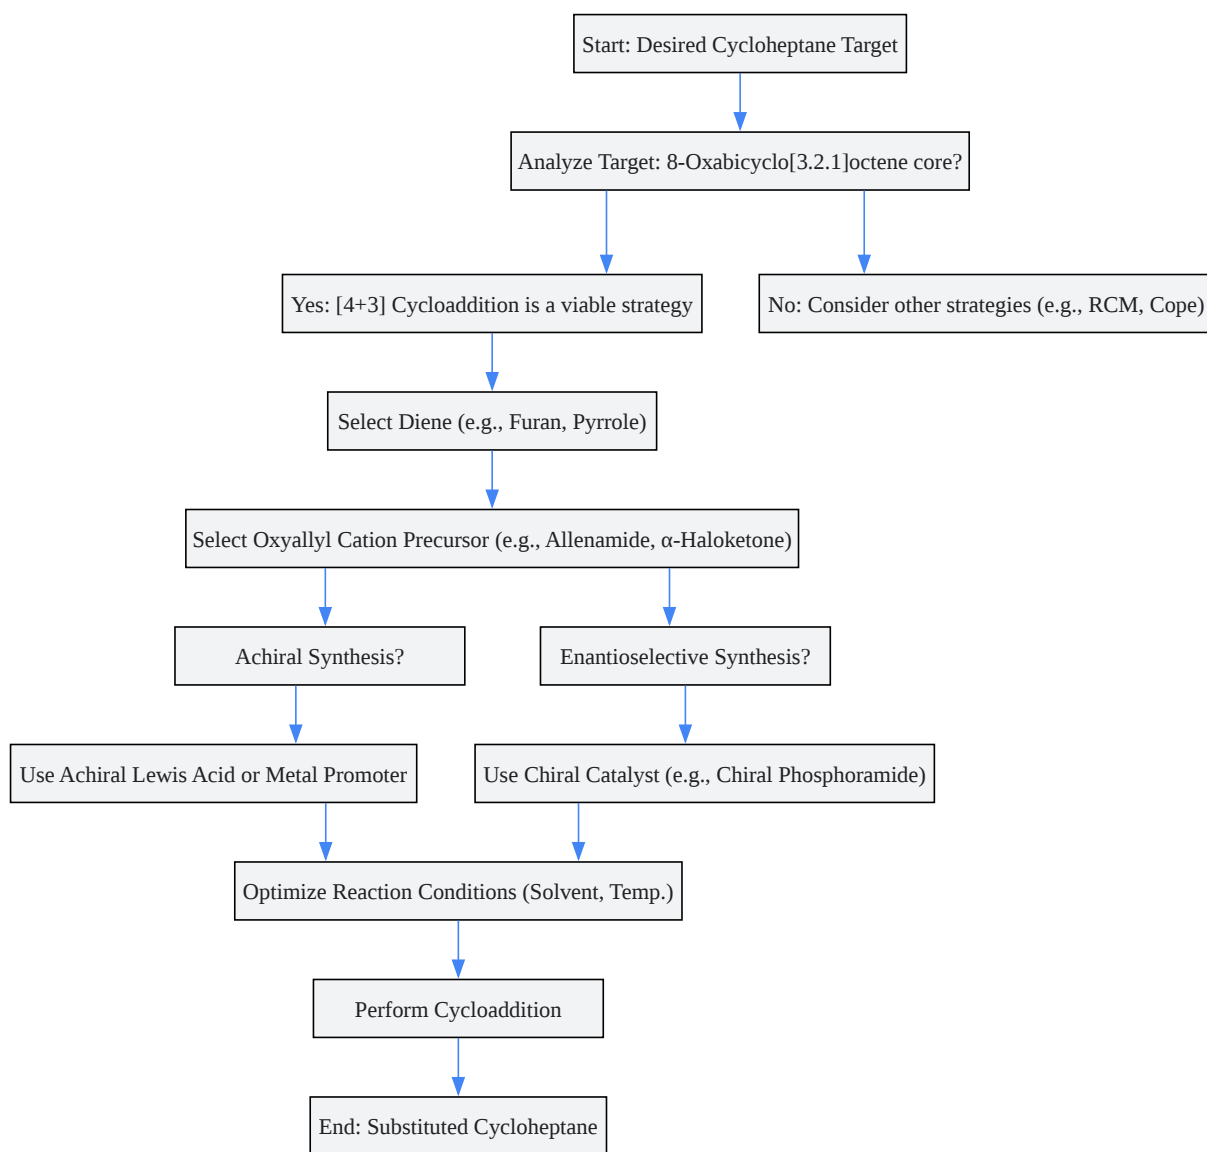 Start: Desired Cycloheptane Target
Analyze Target: 8-Oxabicyclo[3.2.1]octene core?
Yes: [4+3] Cycloaddition is a viable strategy
No: Consider other strategies (e.g., RCM, Cope)
Select Diene (e.g., Furan, Pyrrole)
Select Oxyallyl Cation Precursor (e.g., Allenamide, α-Haloketone)
Achiral Synthesis?
Enantioselective Synthesis?
Use Achiral Lewis Acid or Metal Promoter
Use Chiral Catalyst (e.g., Chiral Phosphoramide)
Optimize Reaction Conditions (Solvent, Temp.)
Perform Cycloaddition
End: Substituted Cycloheptane